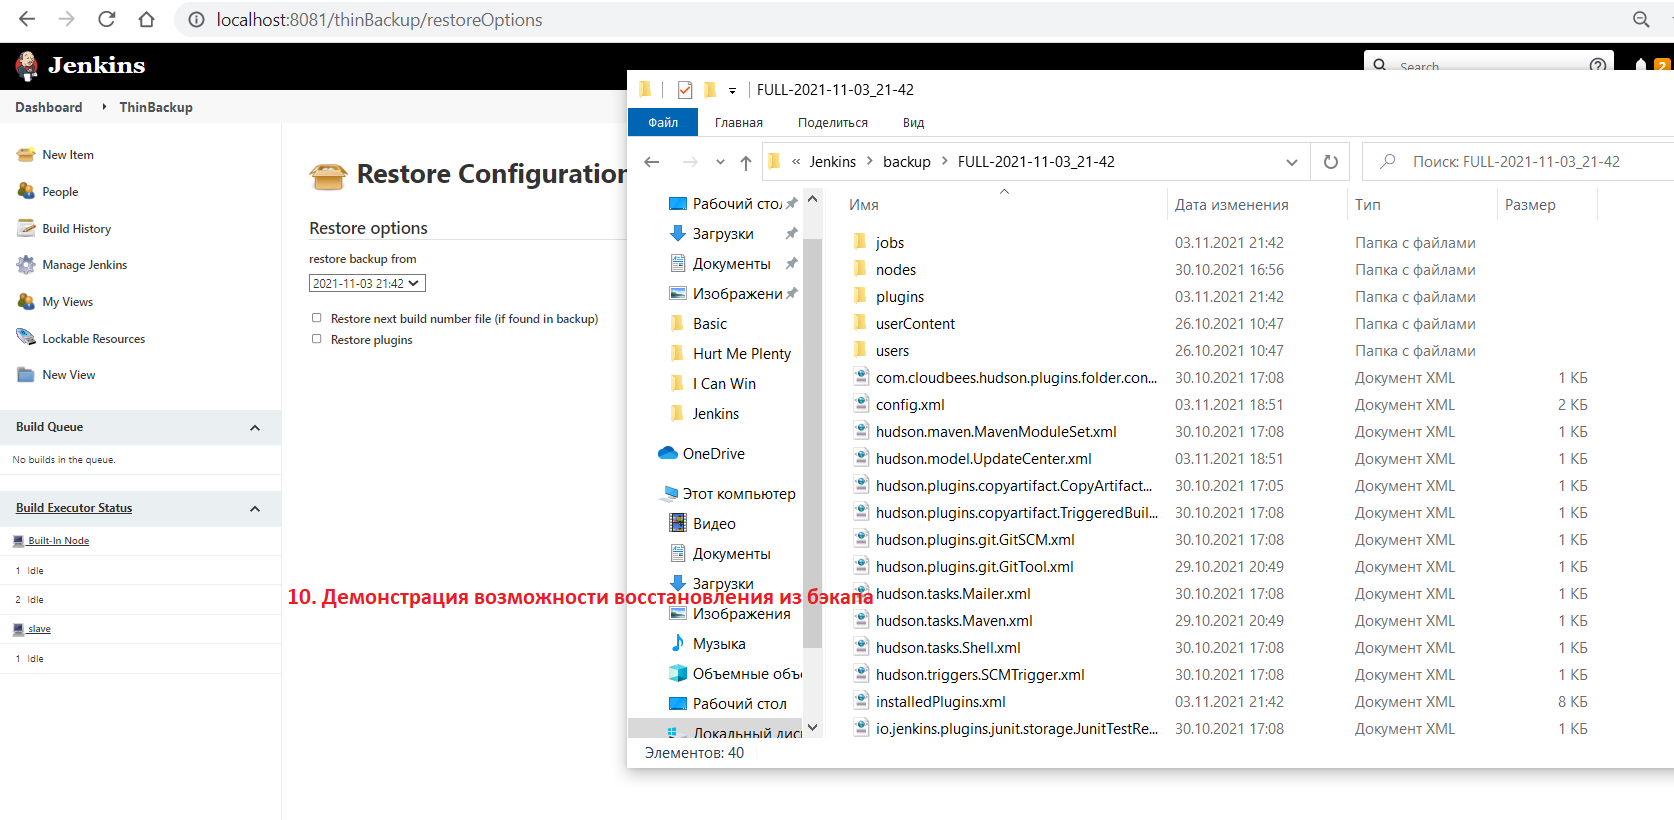 localhost:8081/thinBackup/restoreOptions
Jenkins
Search
2
Dashboard
ThinBackup
New Item
People
Build History
Manage Jenkins
My Views
Lockable Resources
New View
Build Queue
No builds in the queue.
Build Executor Status
Built-In Node
1 Idle
2 Idle
slave
1 Idle
Restore Configuration
Restore options
restore backup from
2021-11-03 21:42
Restore next build number file (if found in backup)
Restore plugins
10. Демонстрация возможности восстановления из бэкапа
FULL-2021-11-03_21-42
Файл Главная Поделиться Вид
« Jenkins backup FULL-2021-11-03_21-42
Поиск: FULL-2021-11-03_21-42
Рабочий стол
Загрузки
Документы
Изображени
Basic
Hurt Me Plenty
I Can Win
Jenkins
OneDrive
Этот компьютер
Видео
Документы
Загрузки
Изображения
Музыка
Объемные объ
Рабочий стол
Локальный дис
Имя Дата изменения Тип Размер
jobs 03.11.2021 21:42 Папка с файлами
nodes 30.10.2021 16:56 Папка с файлами
plugins 03.11.2021 21:42 Папка с файлами
userContent 26.10.2021 10:47 Папка с файлами
users 26.10.2021 10:47 Папка с файлами
com.cloudbees.hudson.plugins.folder.con... 30.10.2021 17:08 Документ XML 1 КБ
config.xml 03.11.2021 18:51 Документ XML 2 КБ
hudson.maven.MavenModuleSet.xml 30.10.2021 17:08 Документ XML 1 КБ
hudson.model.UpdateCenter.xml 03.11.2021 18:51 Документ XML 1 КБ
hudson.plugins.copyartifact.CopyArtifact... 30.10.2021 17:05 Документ XML 1 КБ
hudson.plugins.copyartifact.TriggeredBuil... 30.10.2021 17:08 Документ XML 1 КБ
hudson.plugins.git.GitSCM.xml 30.10.2021 17:08 Документ XML 1 КБ
hudson.plugins.git.GitTool.xml 29.10.2021 20:49 Документ XML 1 КБ
hudson.tasks.Mailer.xml 30.10.2021 17:08 Документ XML 1 КБ
hudson.tasks.Maven.xml 29.10.2021 20:49 Документ XML 1 КБ
hudson.tasks.Shell.xml 30.10.2021 17:08 Документ XML 1 КБ
hudson.triggers.SCMTrigger.xml 30.10.2021 17:08 Документ XML 1 КБ
installedPlugins.xml 03.11.2021 21:42 Документ XML 8 КБ
io.jenkins.plugins.junit.storage.JunitTestRe... 30.10.2021 17:08 Документ XML 1 КБ
Элементов: 40